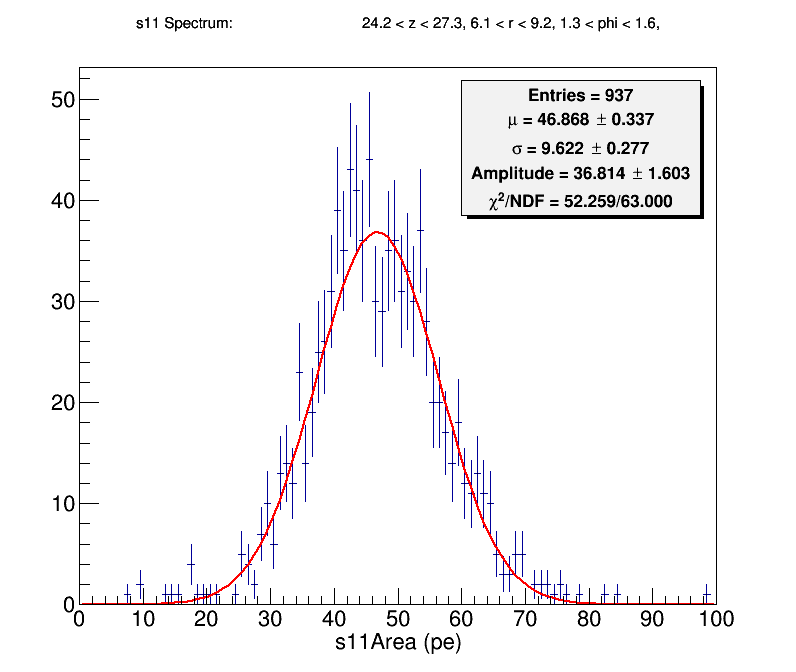 s11 Spectrum: 24.2 < z < 27.3, 6.1 < r < 9.2, 1.3 < phi < 1.6,
Entries = 937
μ = 46.868 ± 0.337
σ = 9.622 ± 0.277
Amplitude = 36.814 ± 1.603
χ²/NDF = 52.259/63.000
50
40
30
20
10
0
0 10 20 30 40 50 60 70 80 90 100
s11Area (pe)